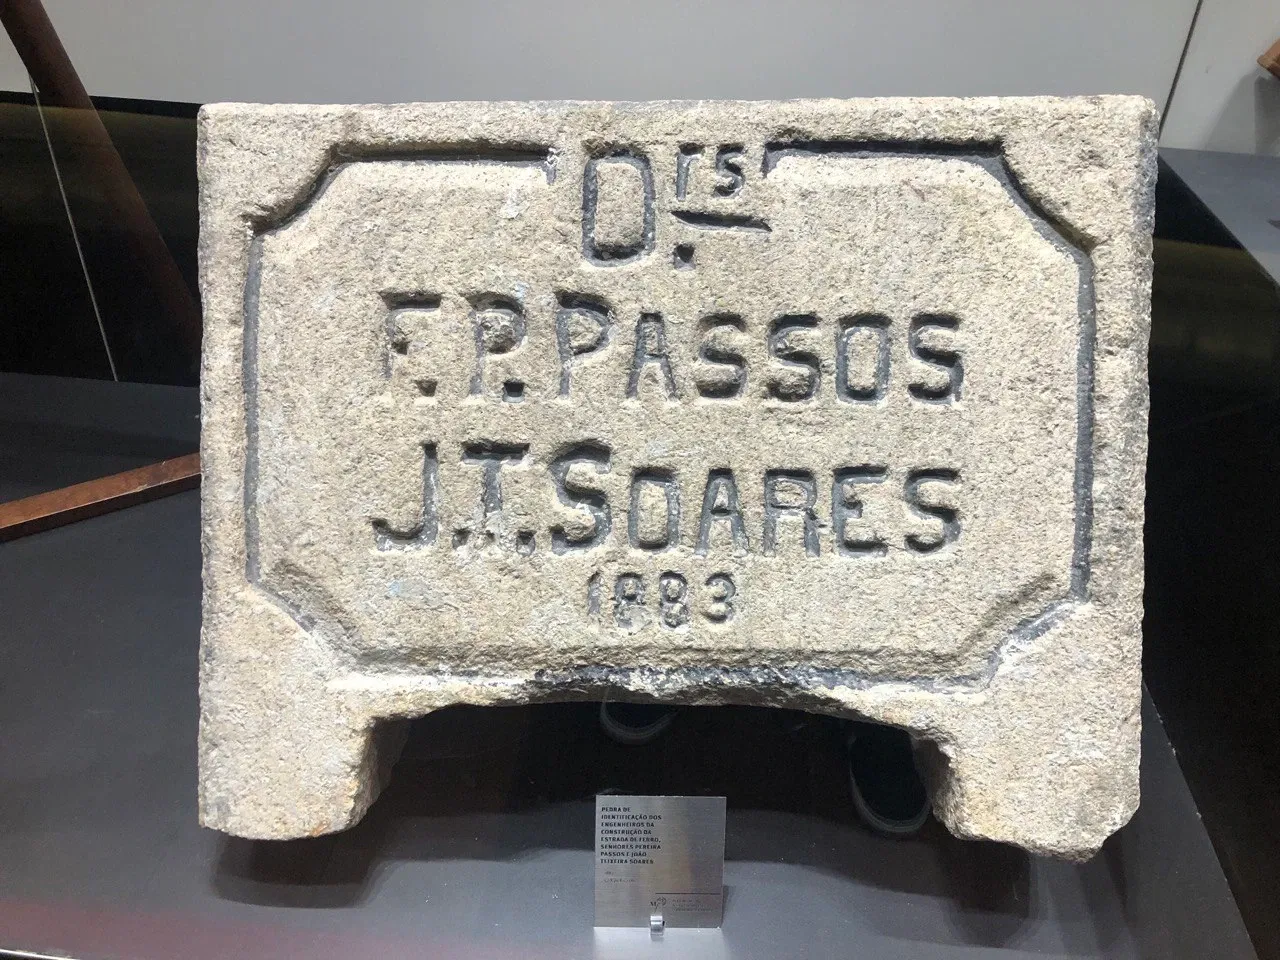 Drs.
F. P. PASSOS
J.T. SOARES
1883
PEDRA DE
IDENTIFICAÇÃO DOS
ENGENHEIROS DA
CONSTRUÇÃO DA
ESTRADA DE FERRO,
SENHORES PEREIRA
PASSOS E JOÃO
TEIXEIRA SOARES